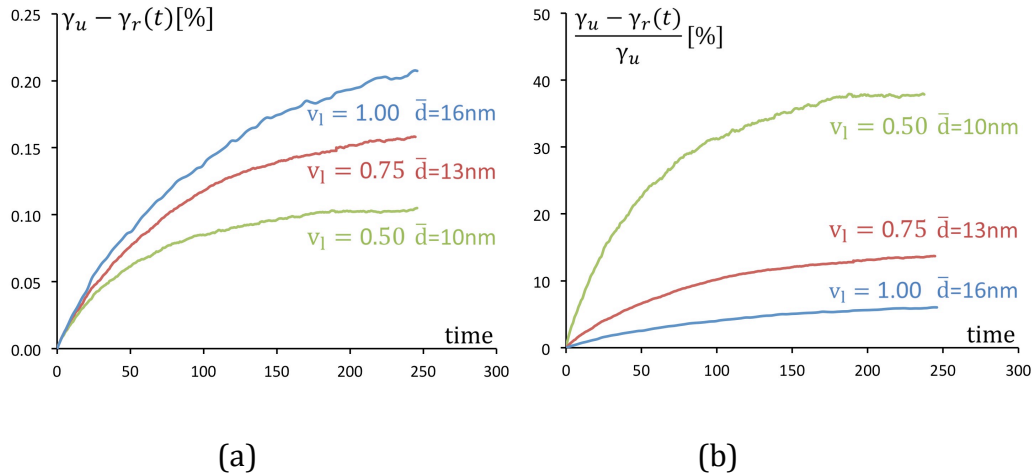 γᵤ − γᵣ(t)[%]
0.25
0.20
0.15
0.10
0.05
0.00
v₁ = 1.00 d̄=16nm
v₁ = 0.75 d̄=13nm
v₁ = 0.50 d̄=10nm
time
0 50 100 150 200 250 300
(a)
γᵤ − γᵣ(t)
γᵤ
[%]
50
40
30
20
10
0
vₗ = 0.50 d̄=10nm
vₗ = 0.75 d̄=13nm
vₗ = 1.00 d̄=16nm
time
0 50 100 150 200 250 300
(b)